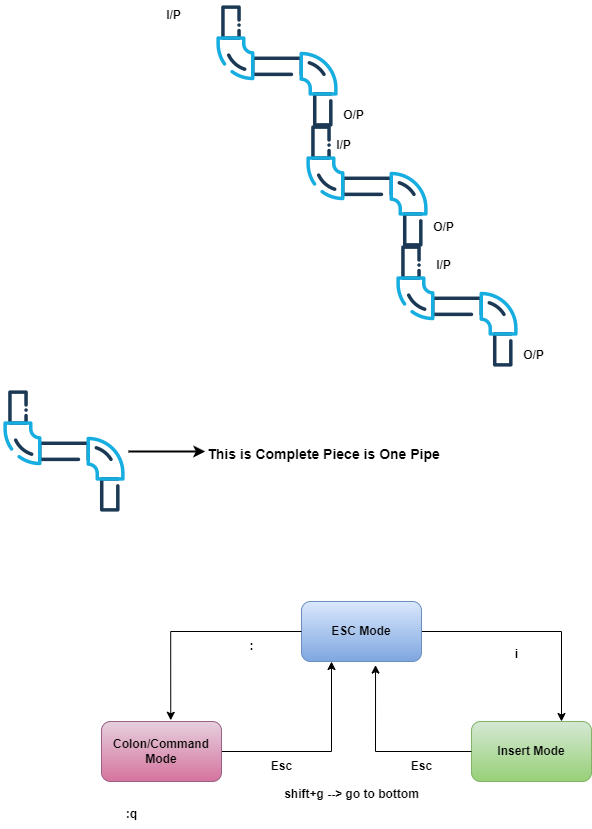 I/P
O/P
I/P
O/P
I/P
O/P
This is Complete Piece is One Pipe
ESC Mode
:
i
Colon/Command
Mode
Insert Mode
Esc
Esc
shift+g --> go to bottom
:q